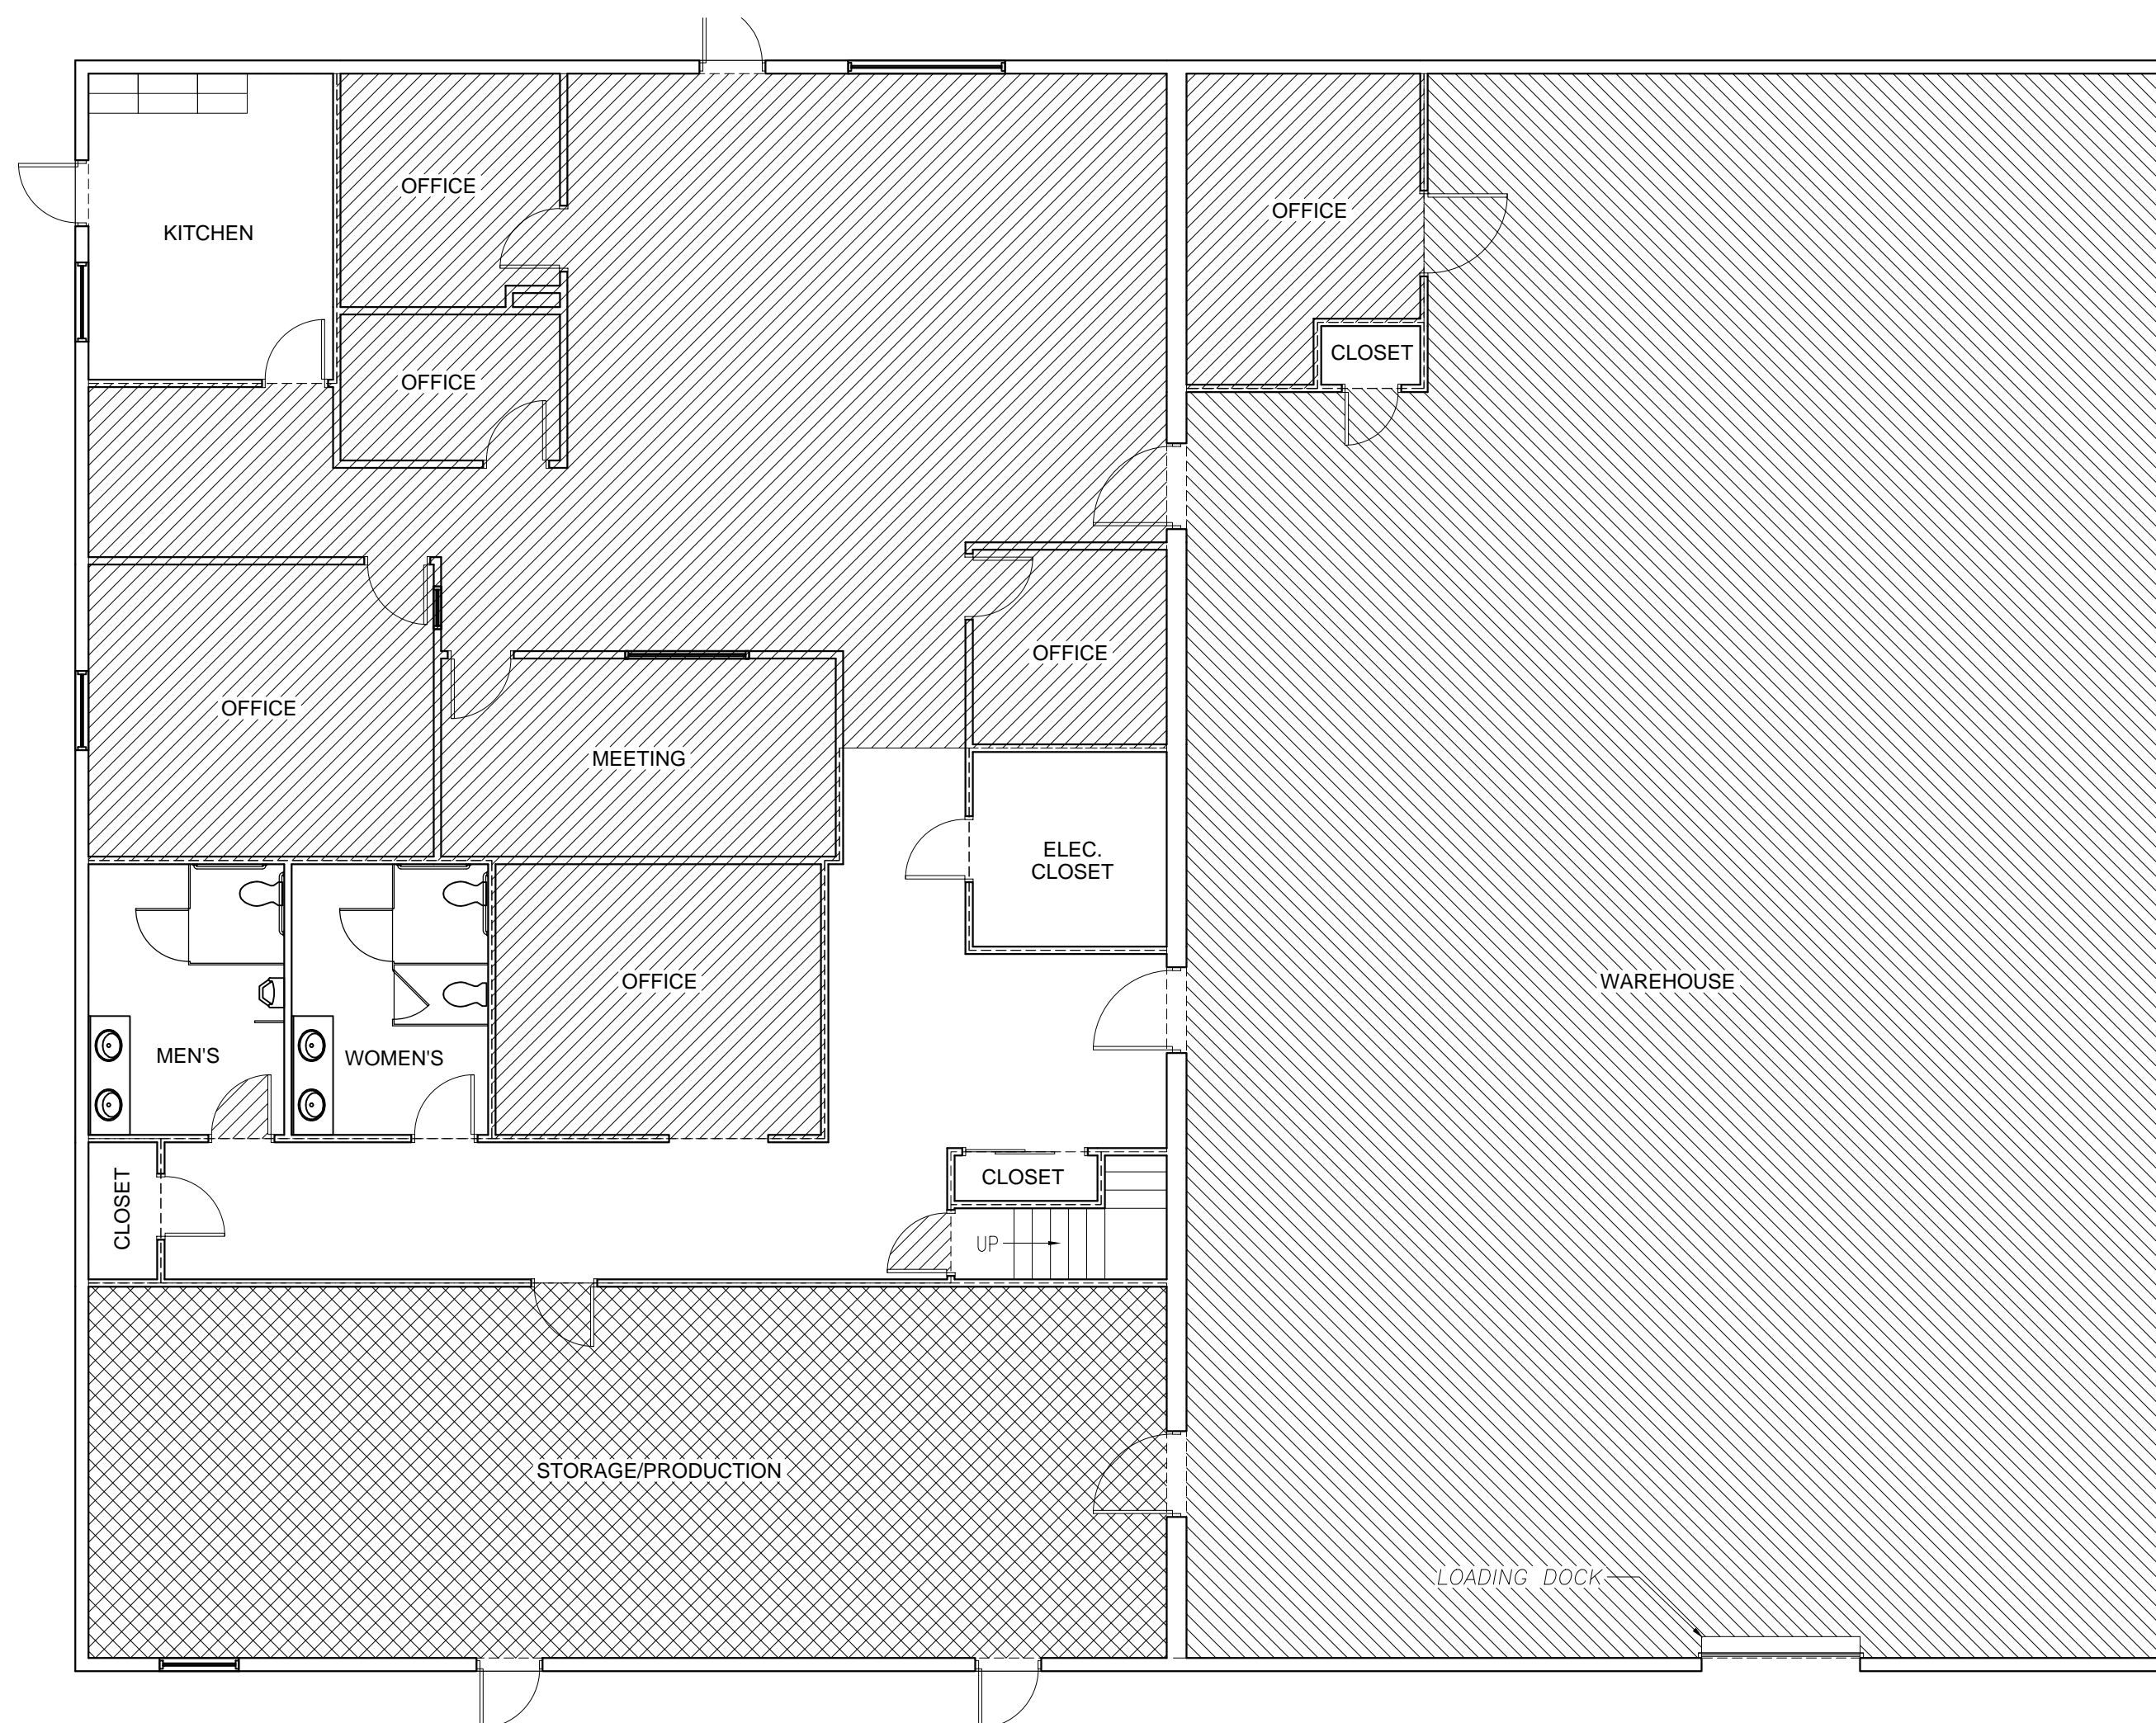 OFFICE
OFFICE
KITCHEN
CLOSET
OFFICE
OFFICE
OFFICE
MEETING
ELEC.
CLOSET
OFFICE
WAREHOUSE
MEN'S
WOMEN'S
CLOSET
CLOSET
UP
STORAGE/PRODUCTION
LOADING DOCK